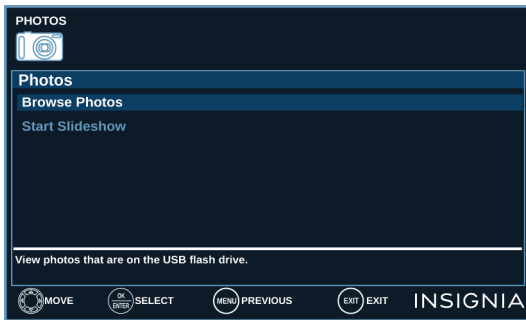 PHOTOS
Photos
Browse Photos
Start Slideshow
View photos that are on the USB flash drive.
MOVE OK ENTER SELECT MENU PREVIOUS EXIT EXIT INSIGNIA